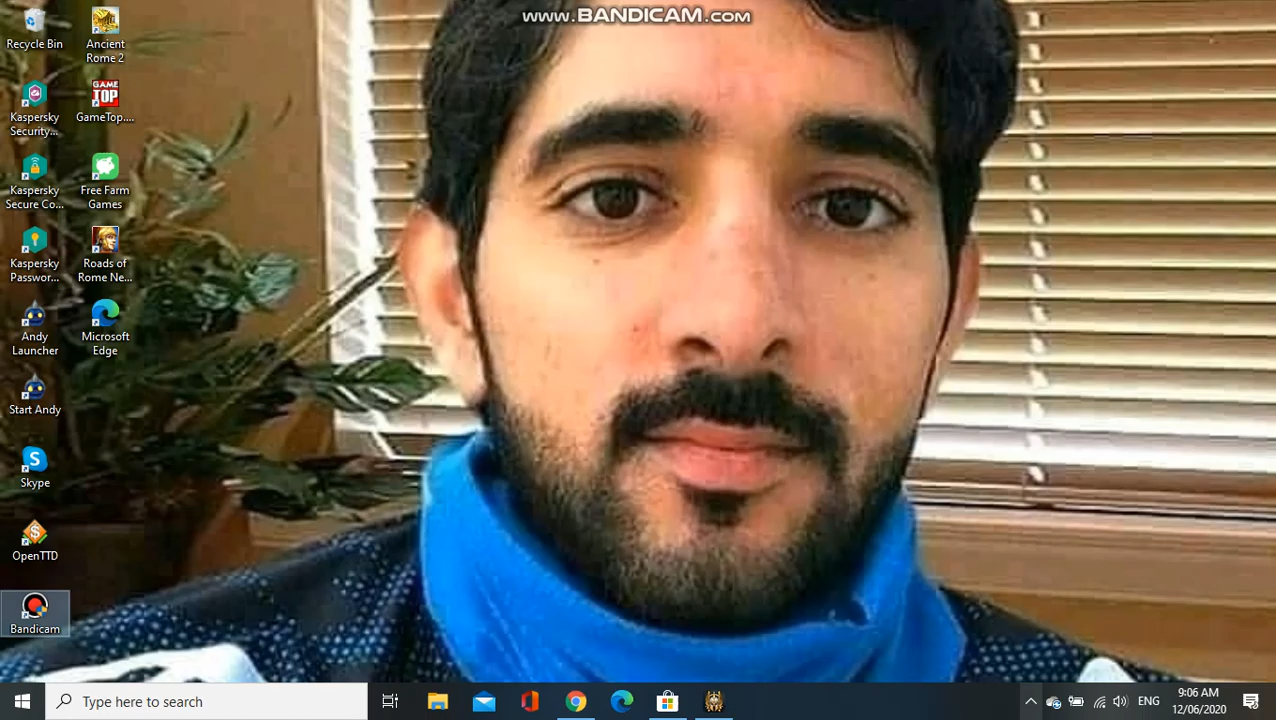 www.BANDICAM.com
Recycle Bin
Ancient
Rome 2
Kaspersky
Security...
GAME
TOP
GameTop....
Kaspersky
Secure Co...
Free Farm
Games
Kaspersky
Passwor...
Roads of
Rome Ne...
Andy
Launcher
Microsoft
Edge
Start Andy
S
Skype
OpenTTD
Bandicam
Type here to search
ENG
9:06 AM
12/06/2020